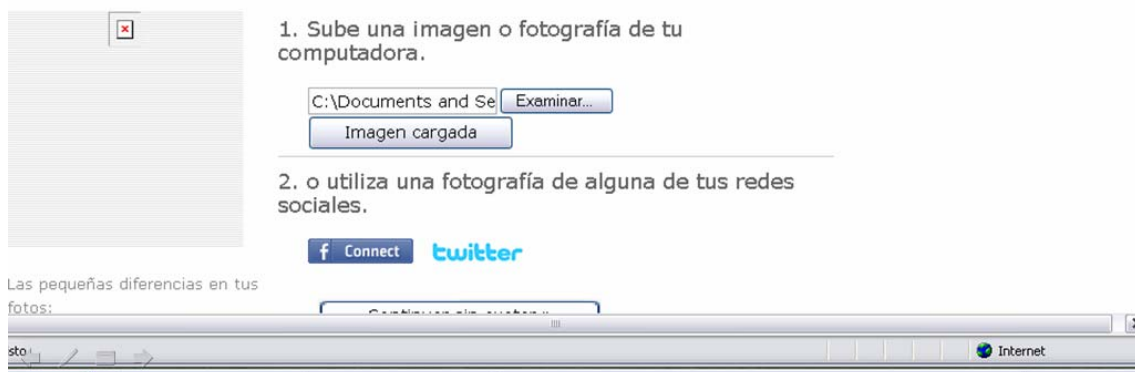 1. Sube una imagen o fotografía de tu
computadora.
C:\Documents and Se
Examinar...
Imagen cargada
2. o utiliza una fotografía de alguna de tus redes
sociales.
f Connect
twitter
Las pequeñas diferencias en tus
fotos:
sto
Internet